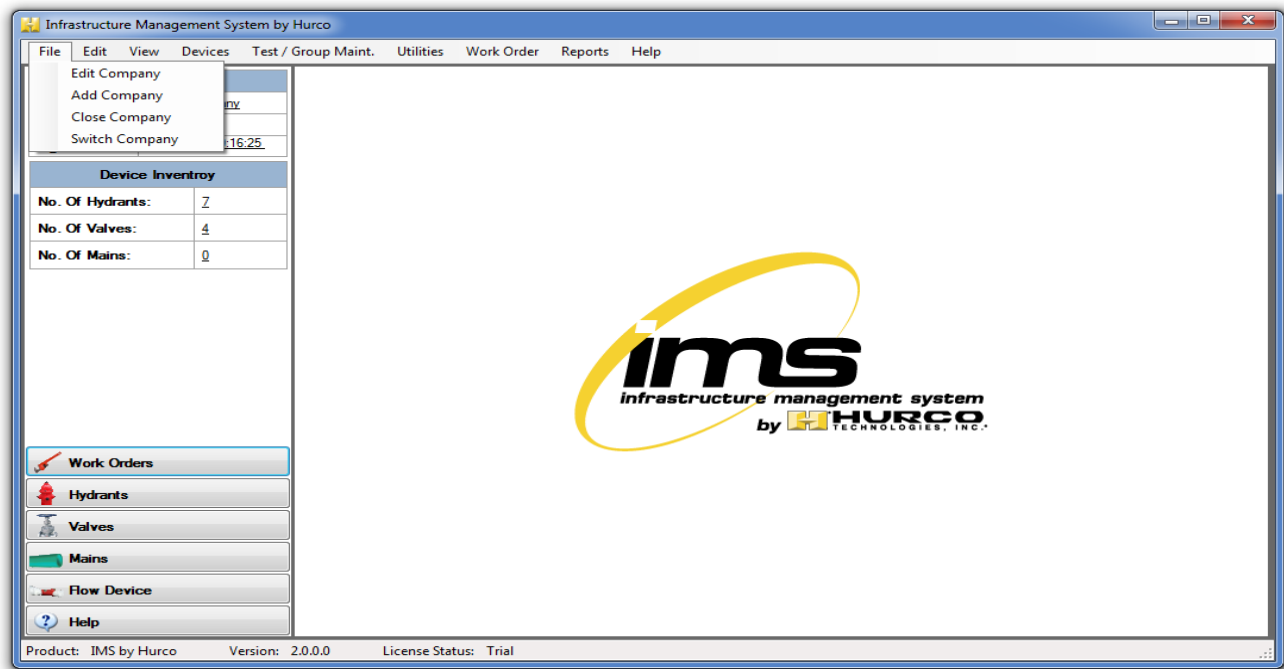 Infrastructure Management System by Hurco
File Edit View Devices Test / Group Maint. Utilities Work Order Reports Help
Edit Company
Add Company
Close Company
Switch Company
:16:25
Device Inventroy
No. Of Hydrants: 7
No. Of Valves: 4
No. Of Mains: 0
ims
infrastructure management system
by HURCO
TECHNOLOGIES, INC.
Work Orders
Hydrants
Valves
Mains
Flow Device
Help
Product: IMS by Hurco Version: 2.0.0.0 License Status: Trial